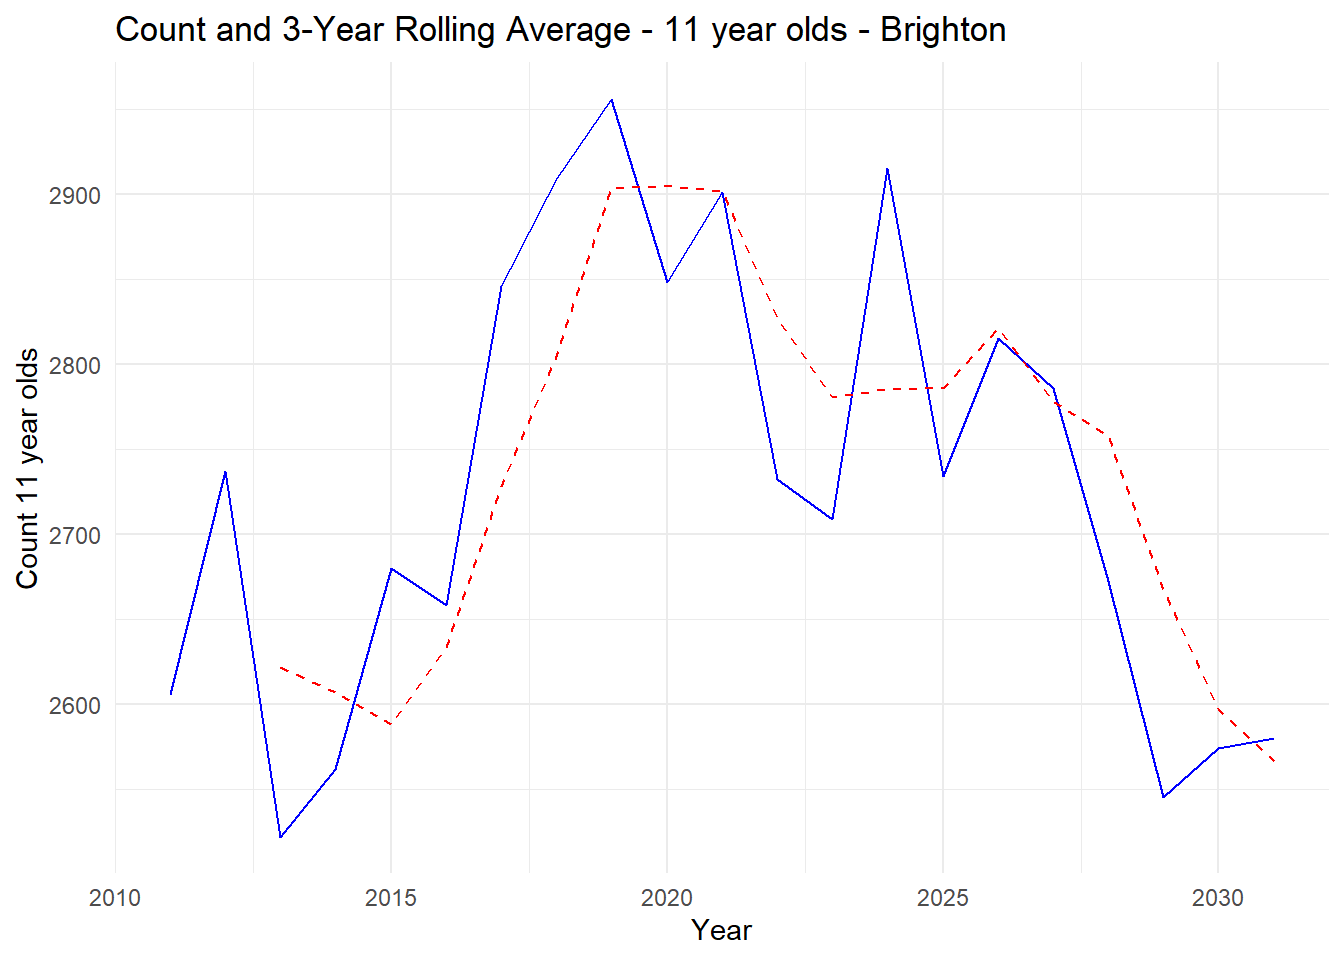 Count and 3-Year Rolling Average - 11 year olds - Brighton
Count 11 year olds
2900
2800
2700
2600
2010 2015 2020 2025 2030
Year